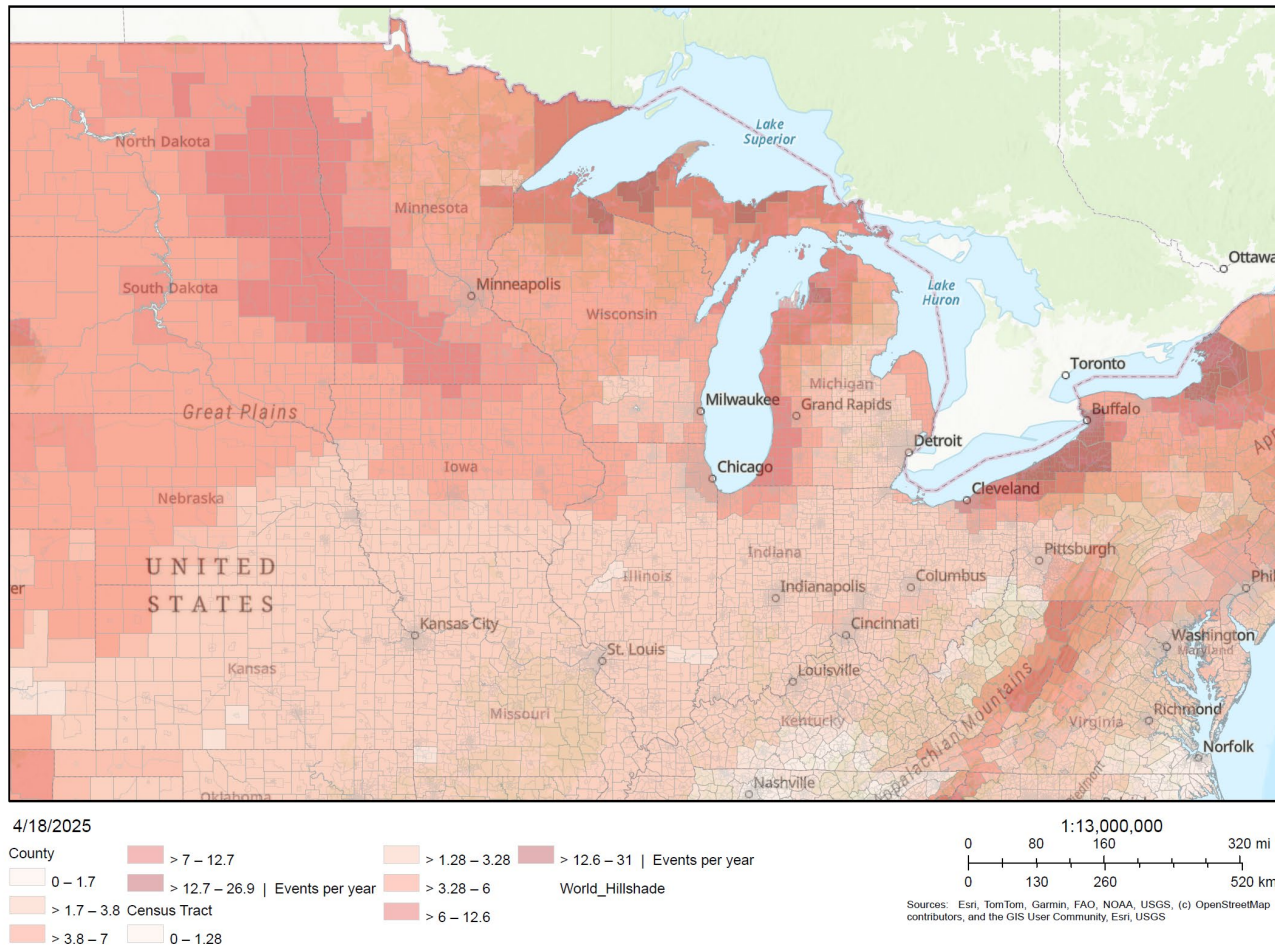 Lake
Superior
North Dakota
Minnesota
Ottawa
South Dakota
Minneapolis
Lake
Huron
Wisconsin
Toronto
Michigan
Milwaukee
Grand Rapids
Buffalo
Great Plains
Detroit
App
Iowa
Chicago
Cleveland
Nebraska
Indiana
Pittsburgh
UNITED
STATES
er
Illinois
Indianapolis
Columbus
Phil
Kansas City
Cincinnati
Washington
Maryland
St. Louis
Kansas
Louisville
Appalachian Mountains
Missouri
Kentucky
Virginia
Richmond
Norfolk
Nashville
Piedmont
Oklahoma
4/18/2025
County
0 – 1.7
> 1.7 – 3.8
> 3.8 – 7
> 7 – 12.7
> 12.7 – 26.9 | Events per year
Census Tract
0 – 1.28
> 1.28 – 3.28
> 3.28 – 6
> 6 – 12.6
> 12.6 – 31 | Events per year
World_Hillshade
1:13,000,000
0 80 160 320 mi
0 130 260 520 km
Sources: Esri, TomTom, Garmin, FAO, NOAA, USGS, (c) OpenStreetMap
contributors, and the GIS User Community, Esri, USGS